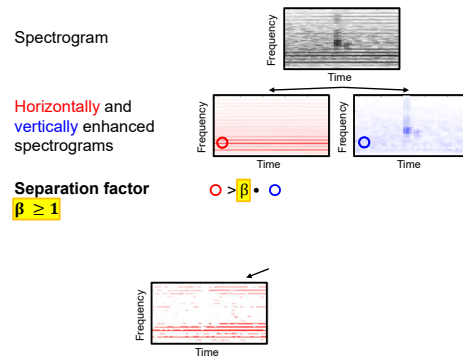 Spectrogram
Frequency
Time
Horizontally and
vertically enhanced
spectrograms
Frequency
Time
Frequency
Time
Separation factor
β ≥ 1
> β •
Frequency
Time